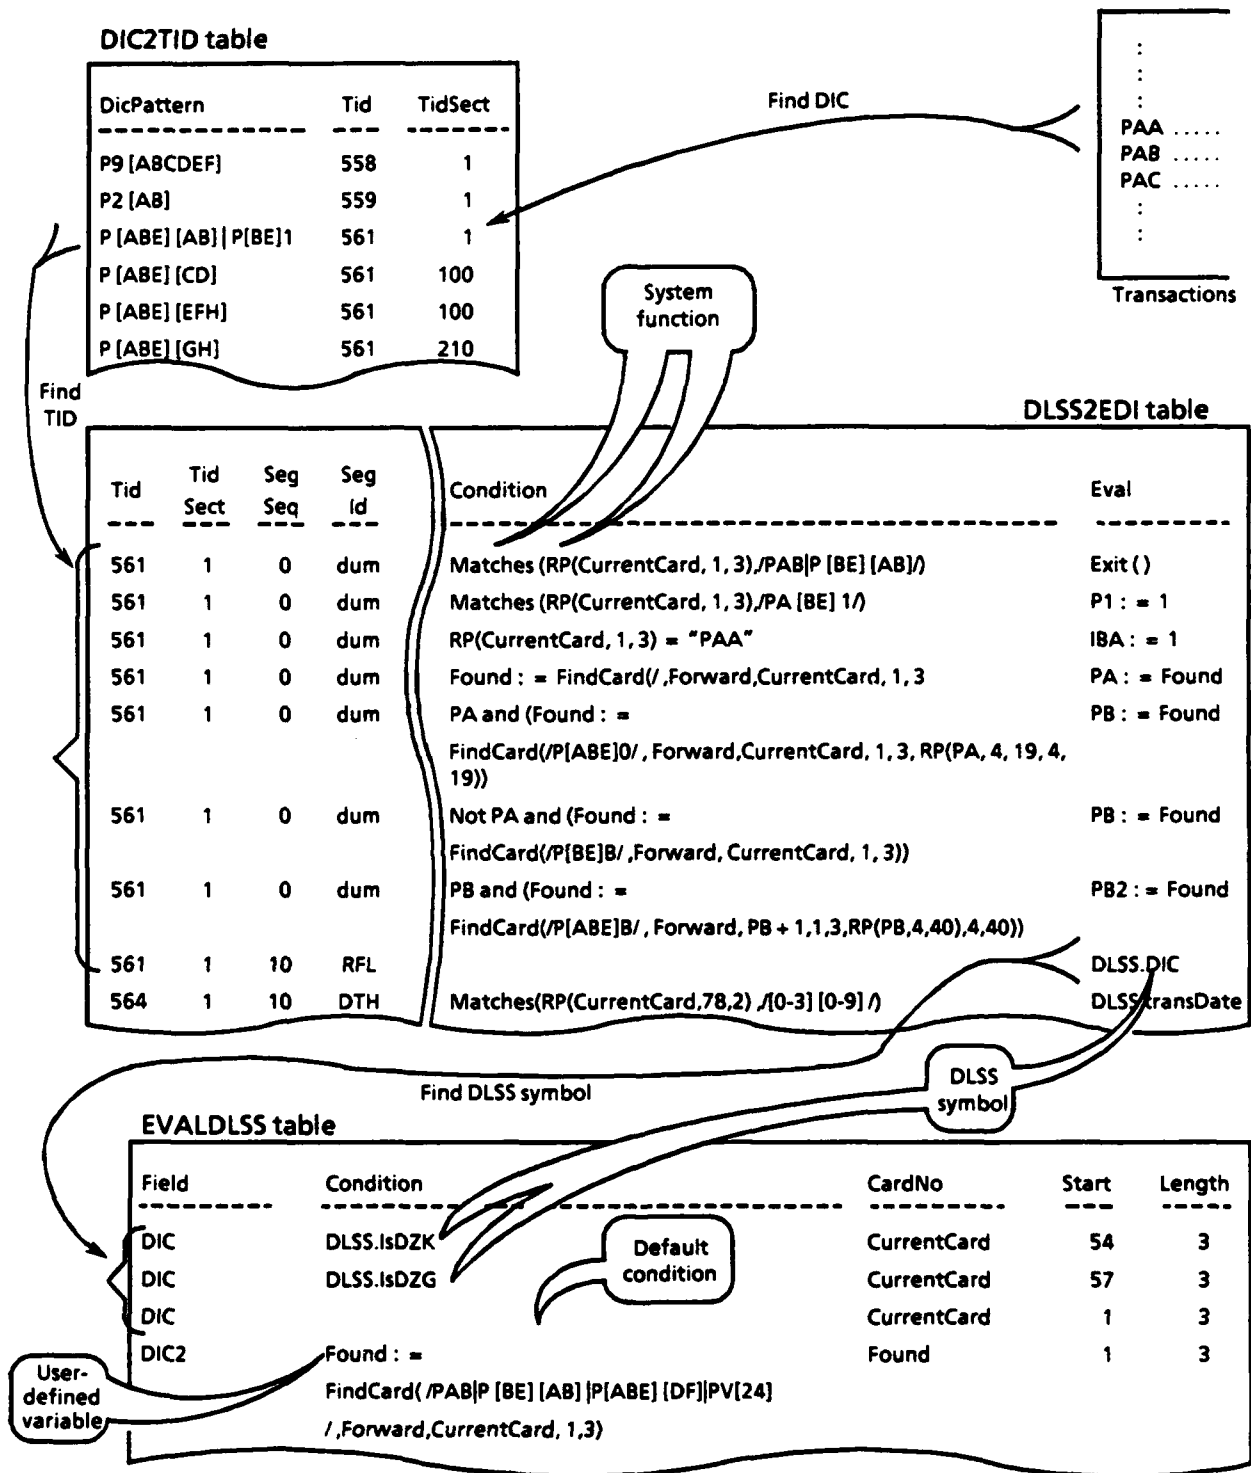 DIC2TID table
DicPattern Tid TidSect
P9 [ABCDEF] 558 1
P2 [AB] 559 1
P [ABE] [AB] | P[BE]1 561 1
P [ABE] [CD] 561 100
P [ABE] [EFH] 561 100
P [ABE] [GH] 561 210
Find DIC
:
:
:
PAA .....
PAB .....
PAC .....
:
:
Transactions
System
function
Find
TID
DLSS2EDI table
Tid Tid Sect Seg Seq Seg Id Condition Eval
561 1 0 dum Matches (RP(CurrentCard, 1, 3),/PAB|P [BE] [AB]/) Exit ( )
561 1 0 dum Matches (RP(CurrentCard, 1, 3),/PA [BE] 1/) P1 : = 1
561 1 0 dum RP(CurrentCard, 1, 3) = "PAA" IBA : = 1
561 1 0 dum Found : = FindCard(/ ,Forward,CurrentCard, 1, 3 PA : = Found
561 1 0 dum PA and (Found : = PB : = Found
FindCard(/P[ABE]0/ , Forward,CurrentCard, 1, 3, RP(PA, 4, 19, 4,
19))
561 1 0 dum Not PA and (Found : = PB : = Found
FindCard(/P[BE]B/ ,Forward, CurrentCard, 1, 3))
561 1 0 dum PB and (Found : = PB2 : = Found
FindCard(/P[ABE]B/ , Forward, PB + 1,1,3,RP(PB,4,40),4,40))
561 1 10 RFL DLSS.DIC
564 1 10 DTH Matches(RP(CurrentCard,78,2) ,/[0-3] [0-9] /) DLSS.transDate
Find DLSS symbol
DLSS
symbol
EVALDLSS table
Field Condition CardNo Start Length
DIC DLSS.IsDZK CurrentCard 54 3
DIC DLSS.IsDZG CurrentCard 57 3
DIC CurrentCard 1 3
Default
condition
DIC2 Found : = Found 1 3
FindCard( /PAB|P [BE] [AB] |P[ABE] [DF]|PV[24]
/ ,Forward,CurrentCard, 1,3)
User-
defined
variable